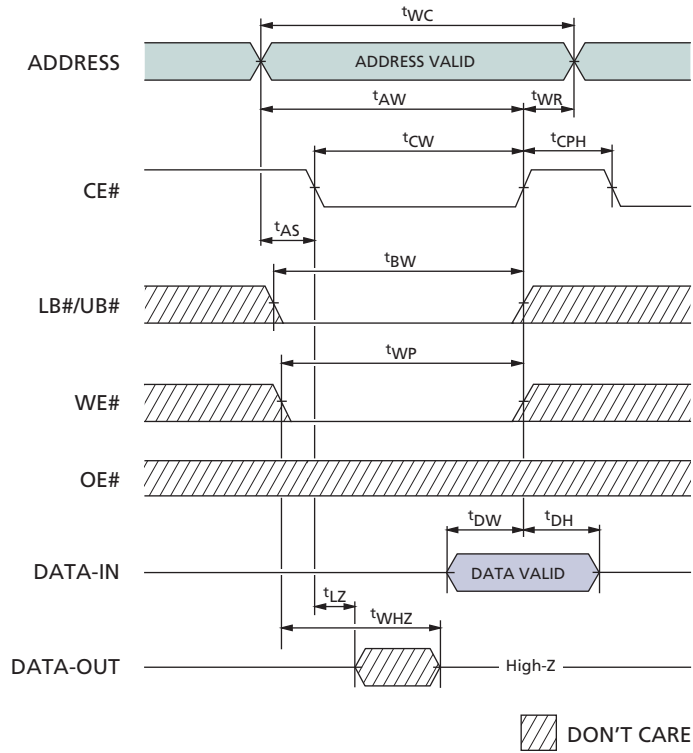 tWC
ADDRESS
ADDRESS VALID
tAW
tWR
tCW
tCPH
CE#
tAS
tBW
LB#/UB#
tWP
WE#
OE#
tDW
tDH
DATA-IN
DATA VALID
tLZ
tWHZ
DATA-OUT
High-Z
DON'T CARE